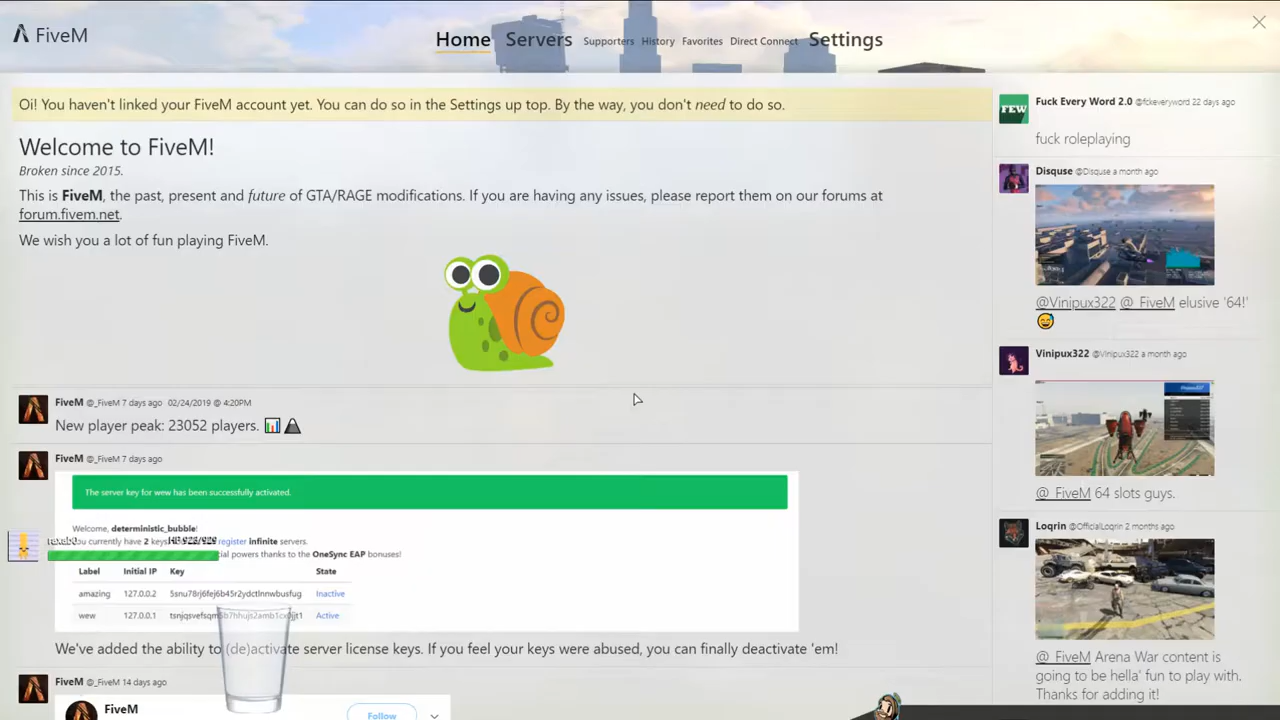 FiveM
Home Servers Supporters History Favorites Direct Connect Settings
Oi! You haven't linked your FiveM account yet. You can do so in the Settings up top. By the way, you don't need to do so.
Welcome to FiveM!
Broken since 2015.
This is FiveM, the past, present and future of GTA/RAGE modifications. If you are having any issues, please report them on our forums at
forum.fivem.net.
We wish you a lot of fun playing FiveM.
FiveM @_FiveM 7 days ago 02/24/2019 @ 4:20PM
New player peak: 23052 players.
FiveM @_FiveM 7 days ago
The server key for wew has been successfully activated.
Welcome, deterministic_bubble!
You currently have 2 keys register infinite servers.
cial powers thanks to the OneSync EAP bonuses!
Label Initial IP Key State
amazing 127.0.0.2 5snu78rj6fej6b45r2ydctlnnwbusfug Inactive
wew 127.0.0.1 Active
We've added the ability to (de)activate server license keys. If you feel your keys were abused, you can finally deactivate 'em!
FiveM @_FiveM 14 days ago
FiveM
Follow
FEW
Fuck Every Word 2.0 @fckeveryword 22 days ago
fuck roleplaying
Disquse @Disquse a month ago
@Vinipux322 @_FiveM elusive '64!'
Vinipux322 @Vinipux322 a month ago
@_FiveM 64 slots guys.
Loqrin @OfficialLoqrin 2 months ago
@_FiveM Arena War content is
going to be hella' fun to play with.
Thanks for adding it!